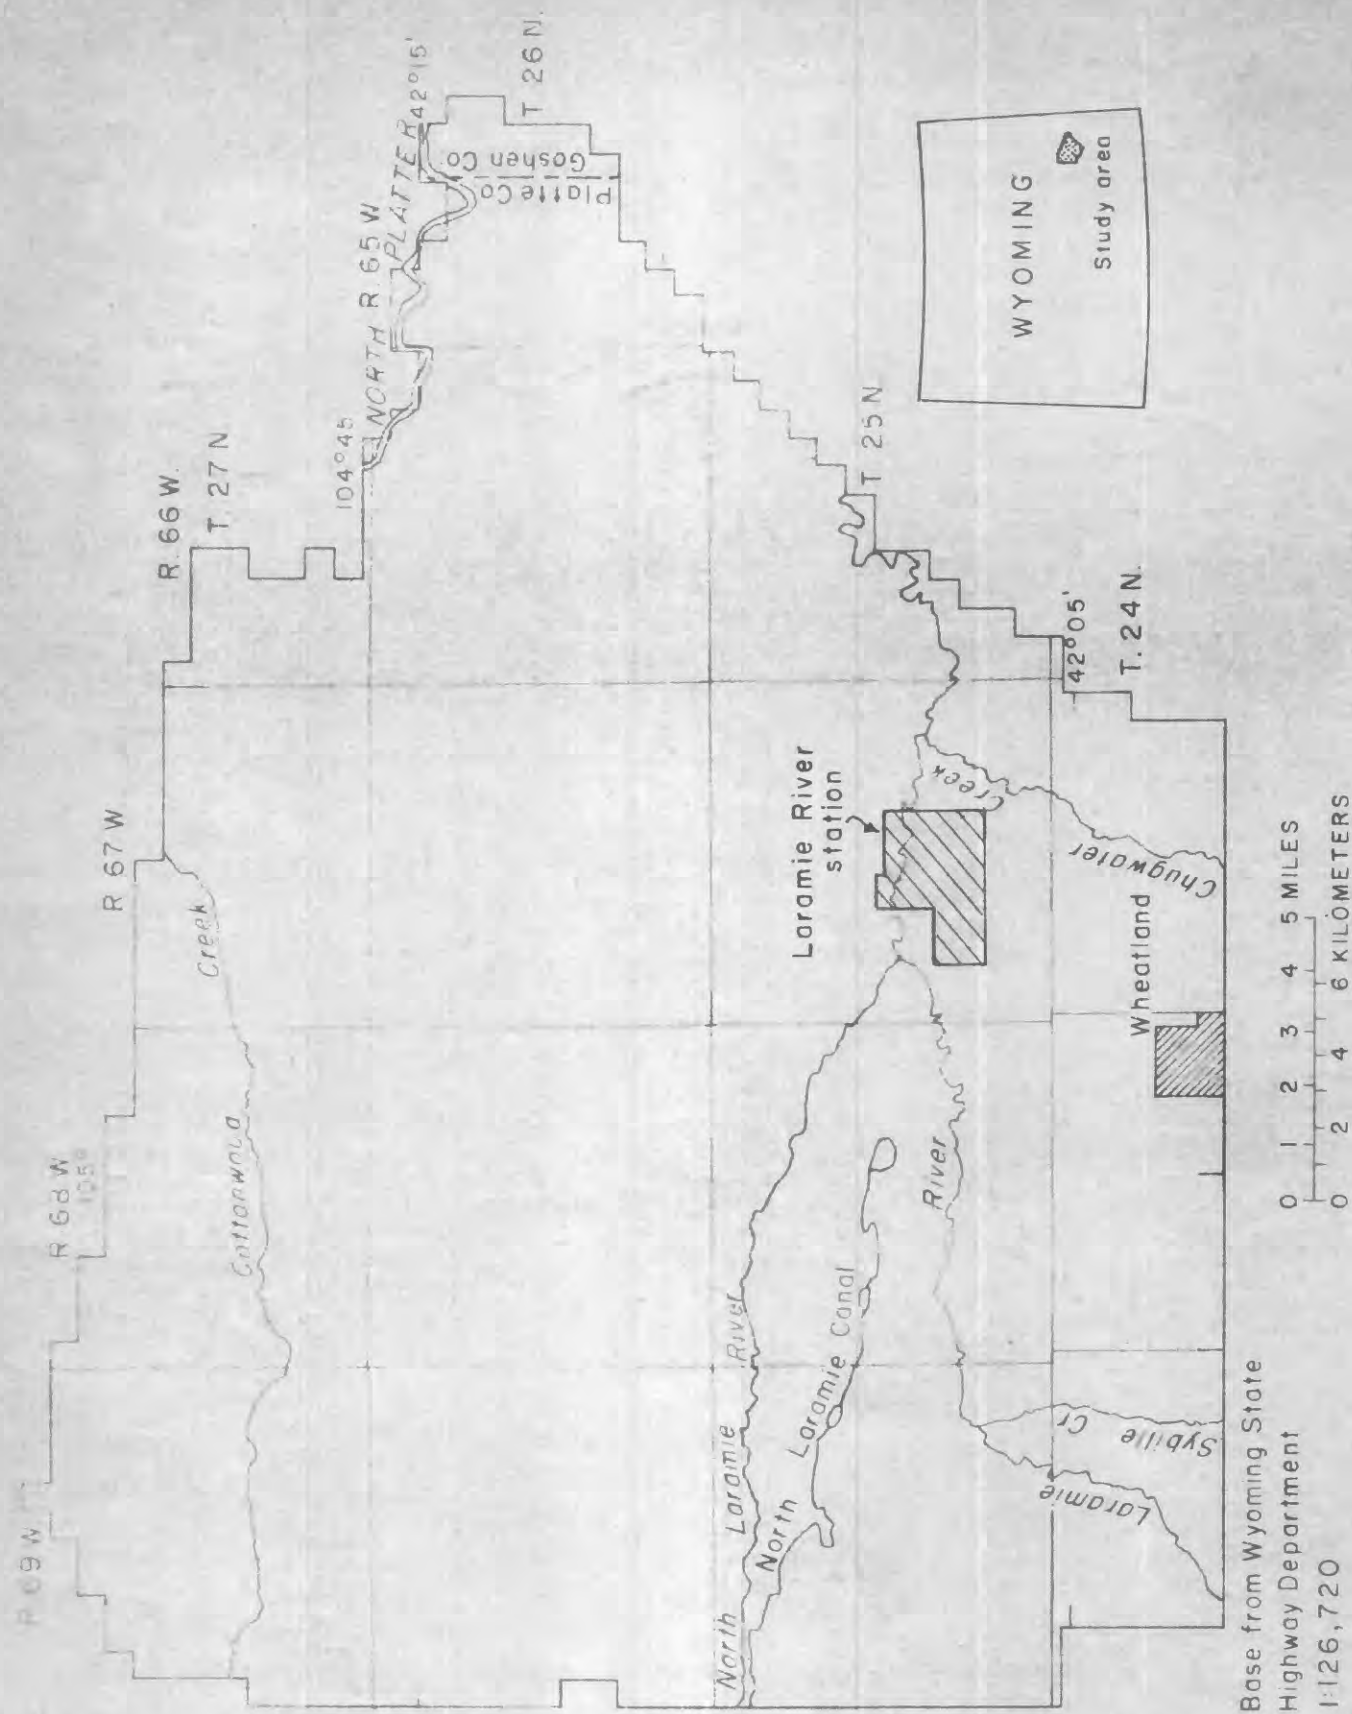 R 69 W
R 68 W
105°
R 67 W
R. 66 W.
T. 27 N
104°45
R 65 W
NORTH PLATTE R
42°15'
T 26 N.
Platte Co
Goshen Co
Creek
Cottonwood
T 25 N
42°05'
T. 24 N.
Laramie River
station
Creek
Chugwater
Wheatland
North Laramie River
North Laramie Canal
River
Laramie
Sybille Cr
WYOMING
Study area
Base from Wyoming State
Highway Department
1:126,720
0 1 2 3 4 5 MILES
0 2 4 6 KILOMETERS